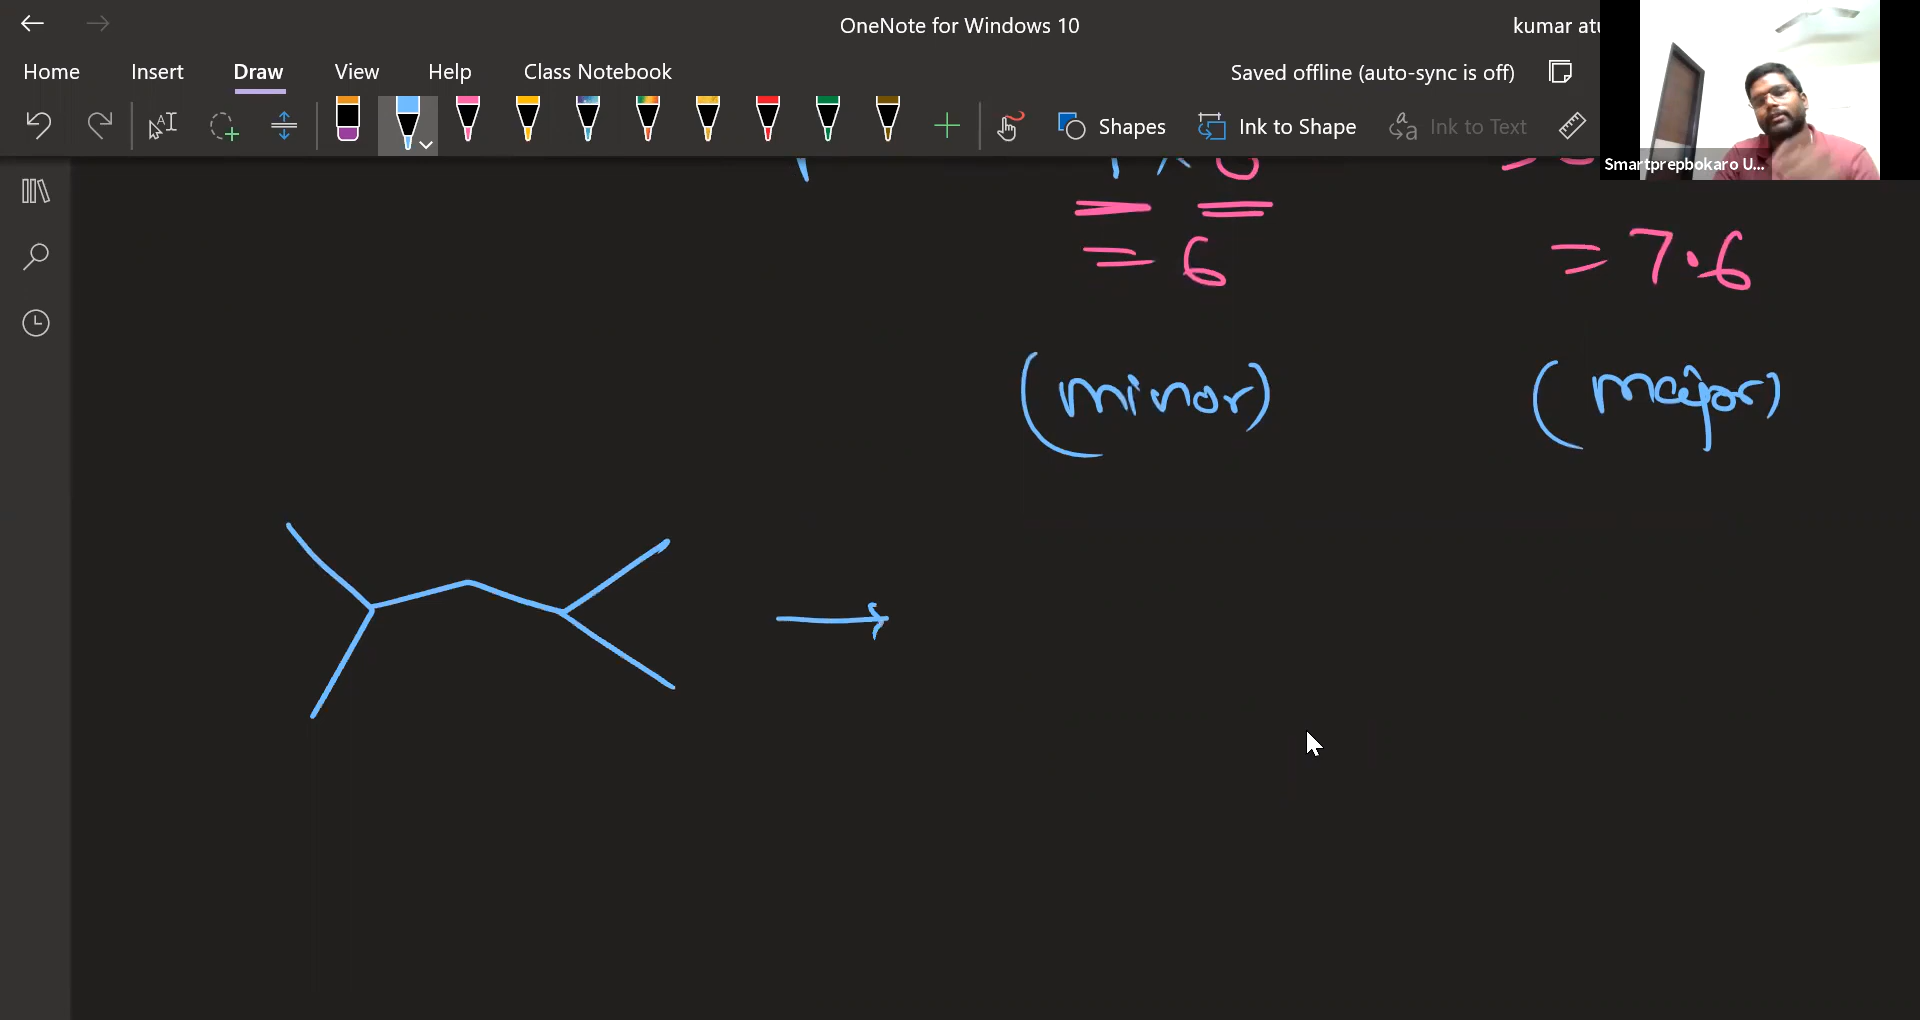 OneNote for Windows 10
kumar atu
Home Insert Draw View Help Class Notebook
Saved offline (auto-sync is off)
Shapes Ink to Shape Ink to Text
Smartprepbokaro U...
= 6
= 7.6
(minor)
(major)